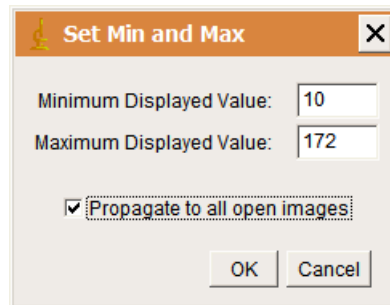 Set Min and Max
Minimum Displayed Value: 10
Maximum Displayed Value: 172
Propagate to all open images
OK Cancel